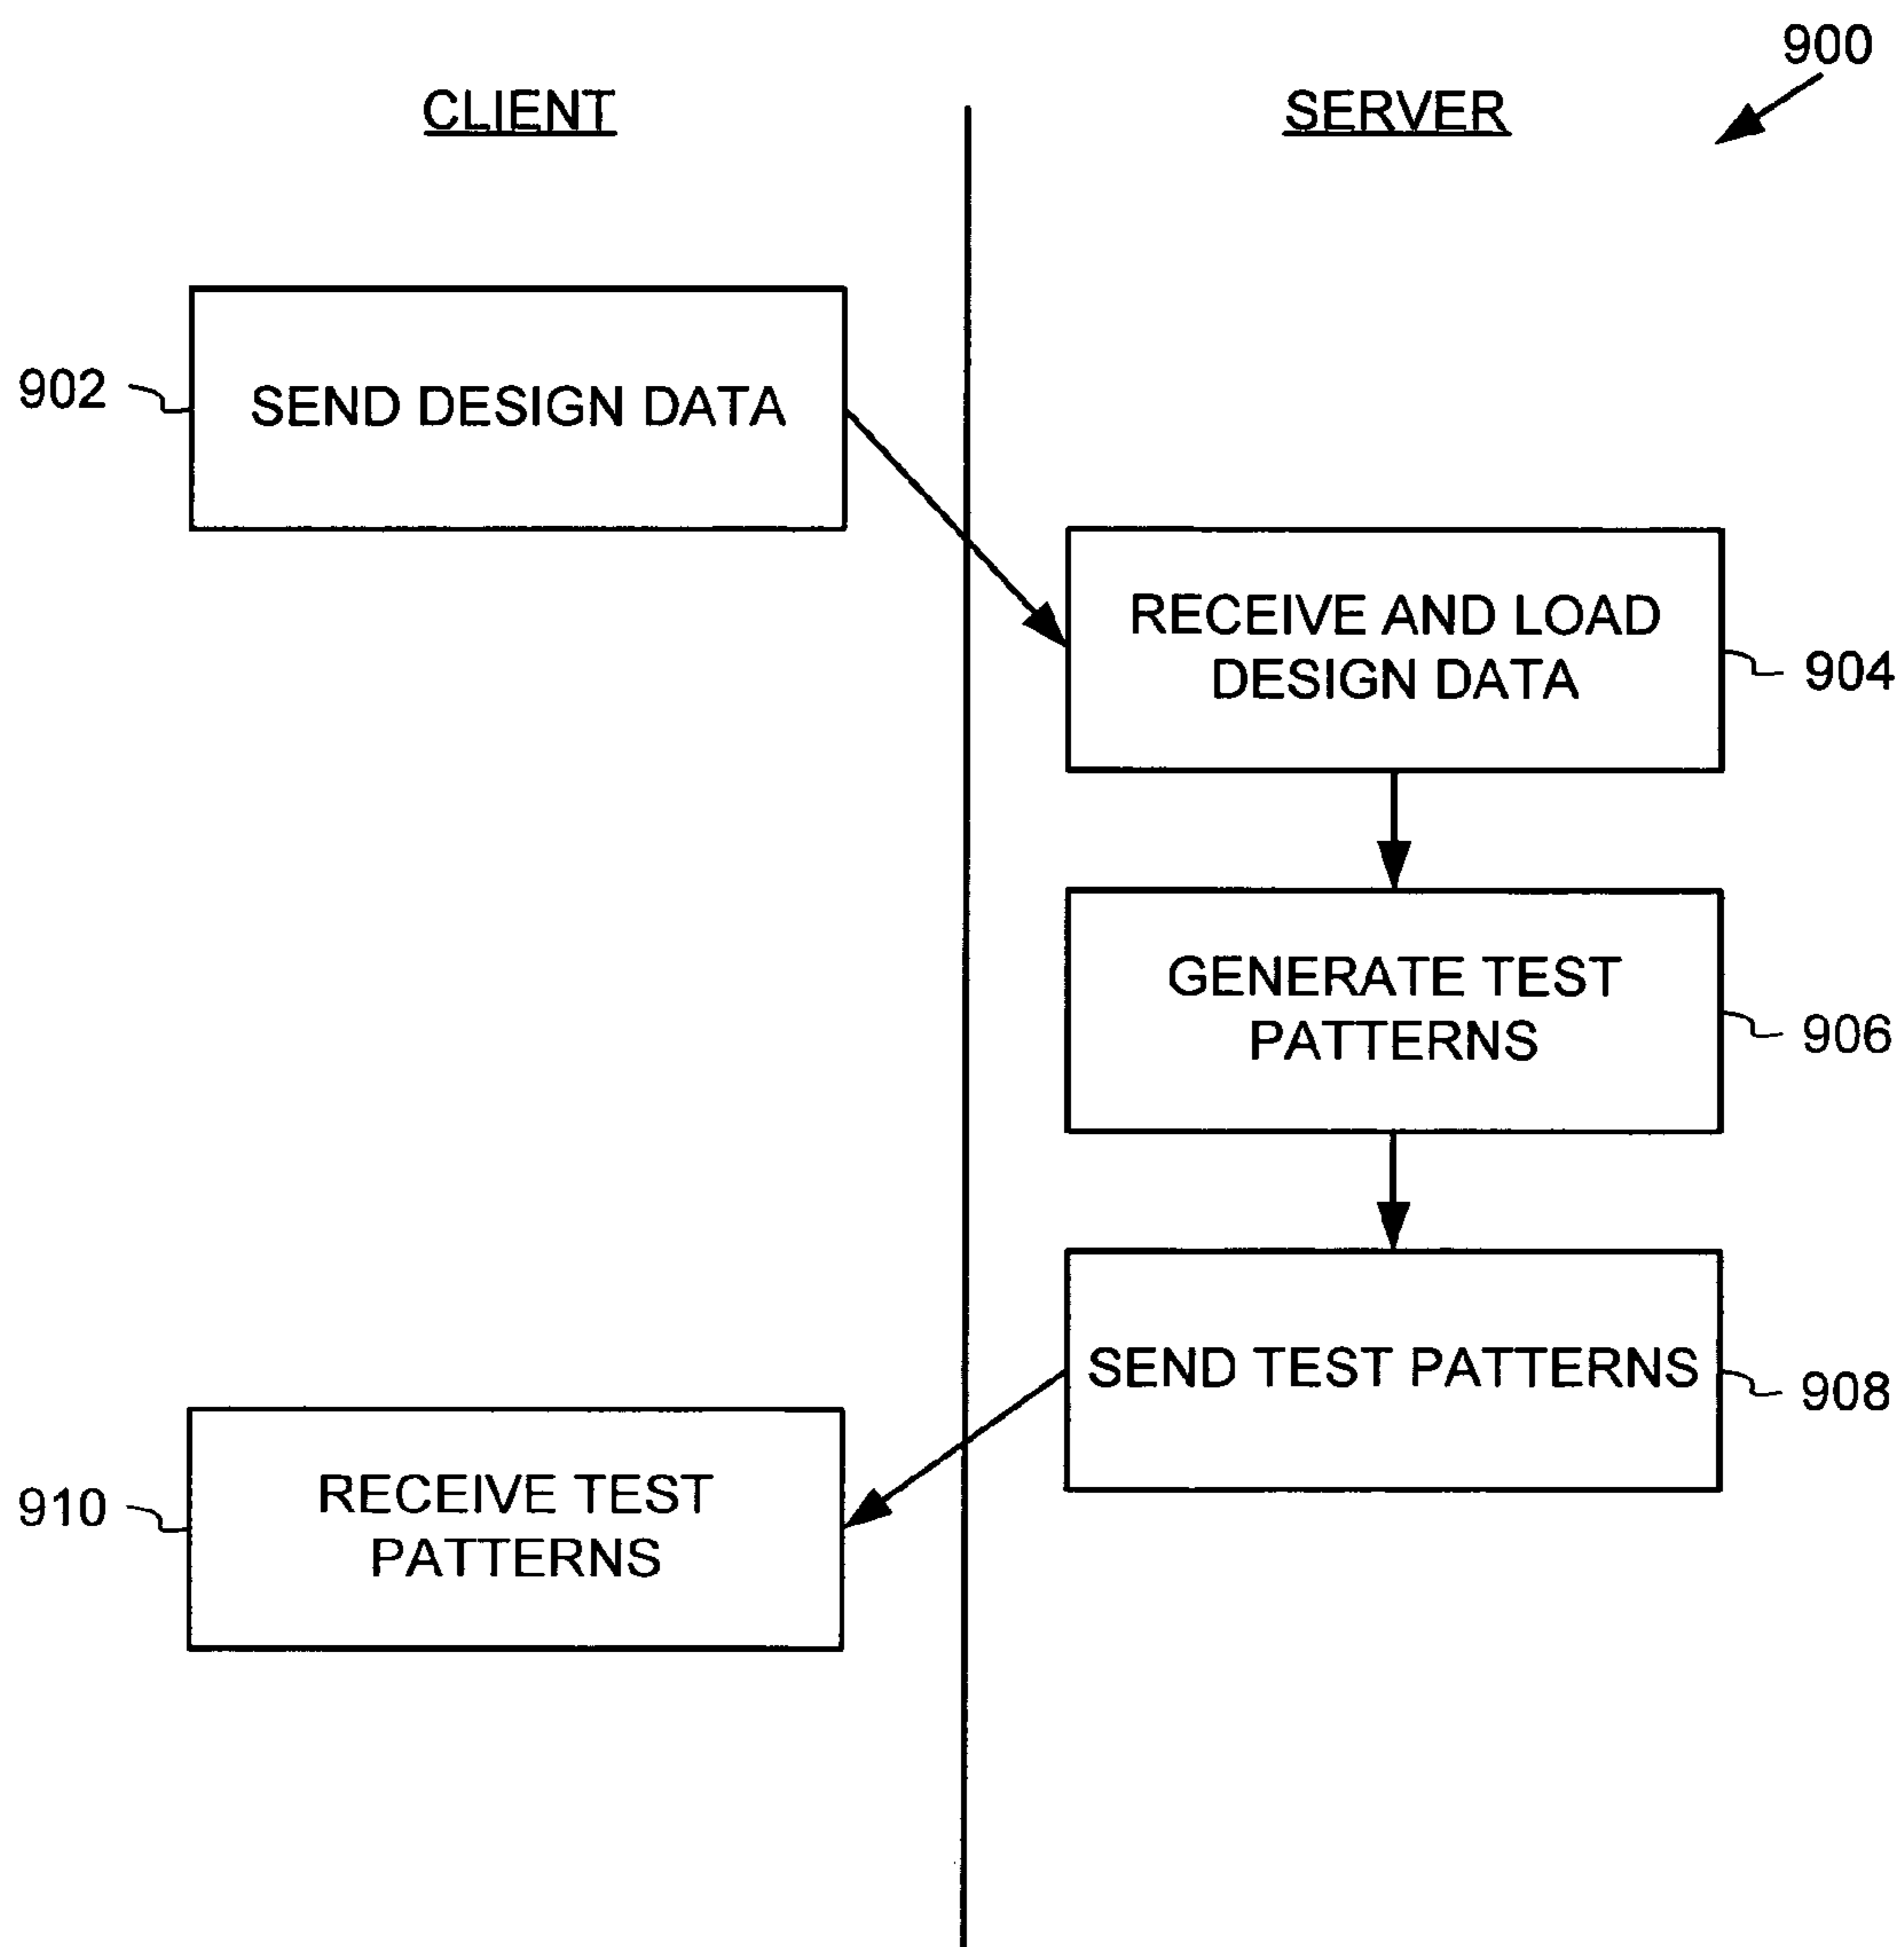 900
CLIENT
SERVER
902
SEND DESIGN DATA
RECEIVE AND LOAD
DESIGN DATA
904
GENERATE TEST
PATTERNS
906
SEND TEST PATTERNS
908
910
RECEIVE TEST
PATTERNS